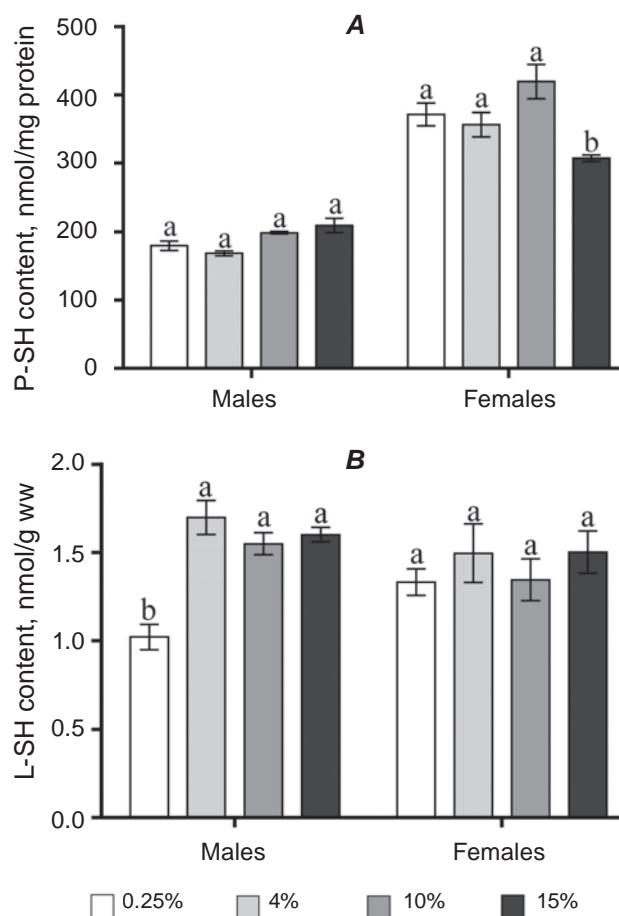 A
P-SH content, nmol/mg protein
500
400
300
200
100
0
a
a
a
a
a
a
a
b
Males
Females
B
L-SH content, nmol/g ww
2.0
1.5
1.0
0.5
0.0
b
a
a
a
a
a
a
a
Males
Females
0.25%
4%
10%
15%